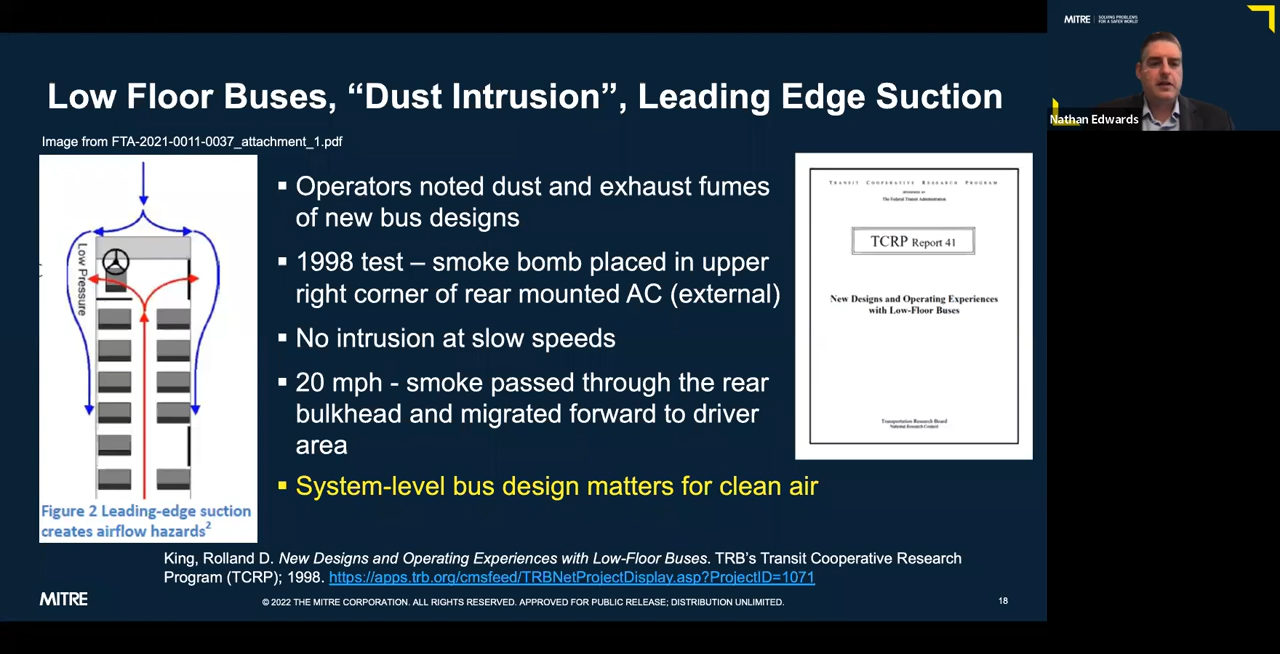 MITRE | SOLVING PROBLEMS
FOR A SAFER WORLD
Nathan Edwards
Low Floor Buses, “Dust Intrusion”, Leading Edge Suction
Image from FTA-2021-0011-0037_attachment_1.pdf
Low Pressure
Figure 2 Leading-edge suction
creates airflow hazards2
▪ Operators noted dust and exhaust fumes
of new bus designs
▪ 1998 test – smoke bomb placed in upper
right corner of rear mounted AC (external)
▪ No intrusion at slow speeds
▪ 20 mph - smoke passed through the rear
bulkhead and migrated forward to driver
area
▪ System-level bus design matters for clean air
TRANSIT COOPERATIVE RESEARCH PROGRAM
The Federal Transit Administration
TCRP Report 41
New Designs and Operating Experiences
with Low-Floor Buses
Transportation Research Board
National Research Council
King, Rolland D. New Designs and Operating Experiences with Low-Floor Buses. TRB’s Transit Cooperative Research
Program (TCRP); 1998. https://apps.trb.org/cmsfeed/TRBNetProjectDisplay.asp?ProjectID=1071
MITRE
© 2022 THE MITRE CORPORATION. ALL RIGHTS RESERVED. APPROVED FOR PUBLIC RELEASE; DISTRIBUTION UNLIMITED.
18